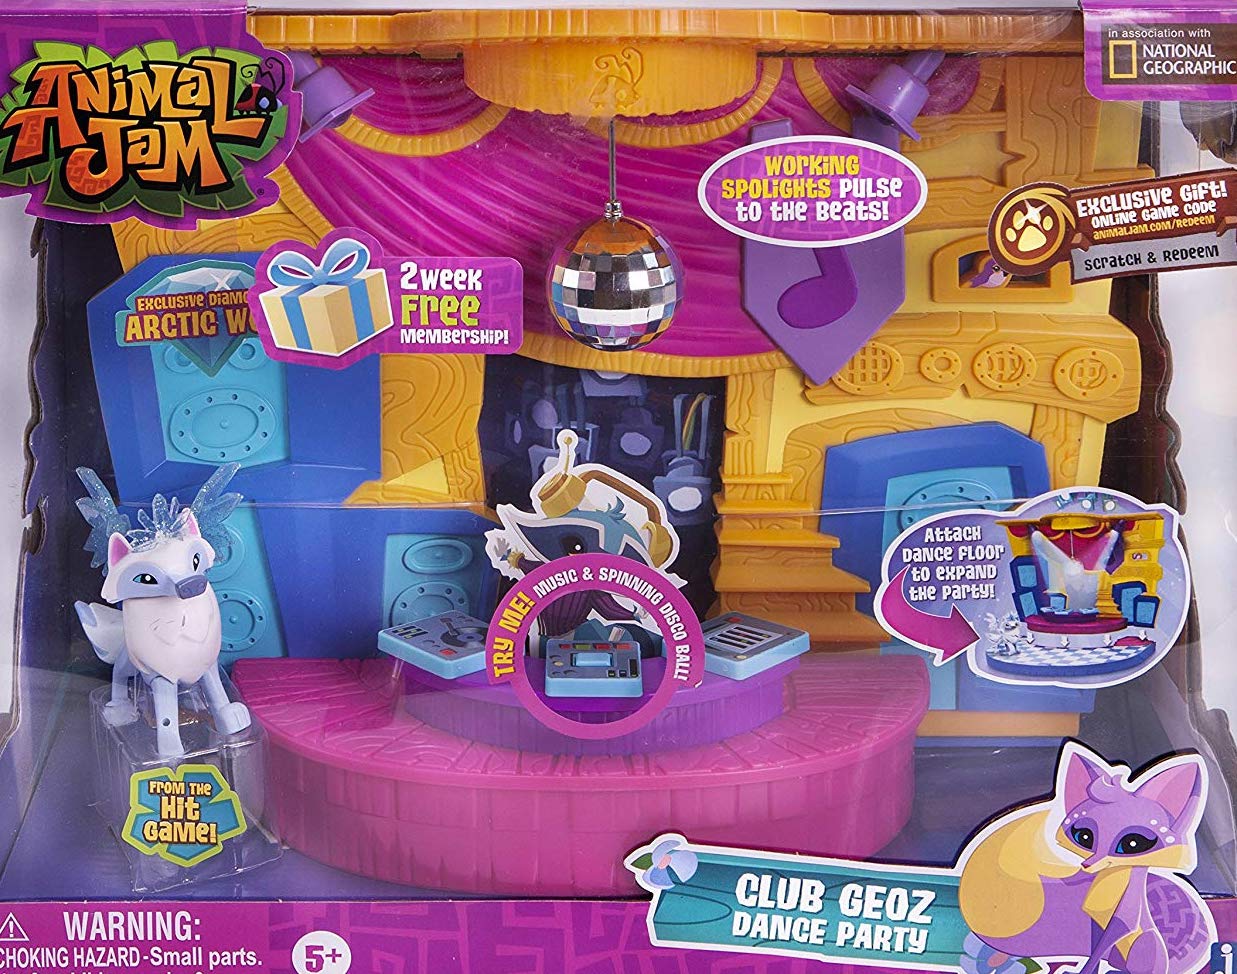 ANIMAL
JAM
in association with
NATIONAL
GEOGRAPHIC
WORKING
SPOLIGHTS PULSE
to the BEATS!
EXCLUSIVE GIFT!
ONLINE GAME CODE
ANIMALJAM.COM/REDEEM
SCRATCH & REDEEM
EXCLUSIVE
ARCTIC
2 WEEK
FREE
MEMBERSHIP!
TRY ME! MUSIC & SPINNING DISCO BALL!
ATTACH
DANCE FLOOR
to EXPAND
the PARTY!
FROM THE
Hit
GAME!
CLUB GEOZ
DANCE PARTY
WARNING:
CHOKING HAZARD-Small parts.
5+